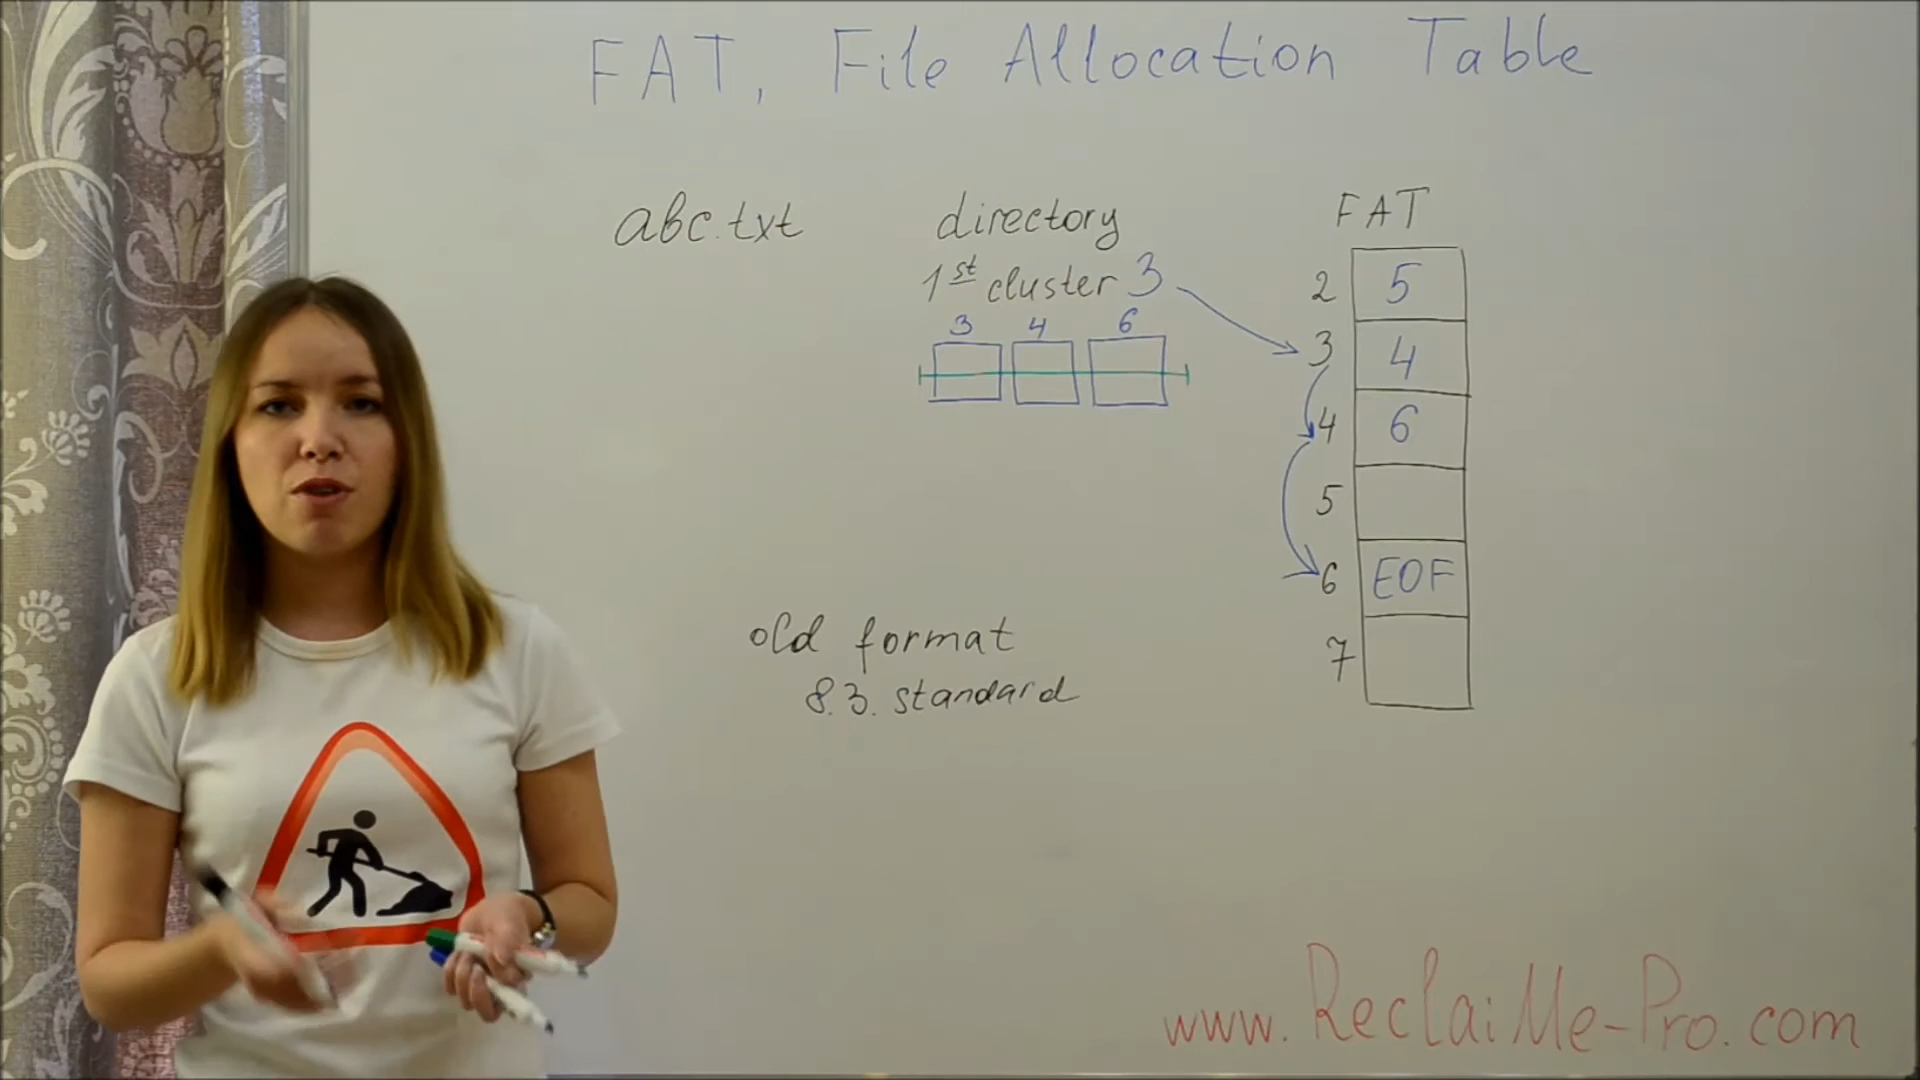 FAT, File Allocation Table
abc.txt
directory
1st cluster 3
3 4 6
FAT
2 5
3 4
4 6
5
6 EOF
7
old format
8.3. standard
www.ReclaiMe-Pro.com